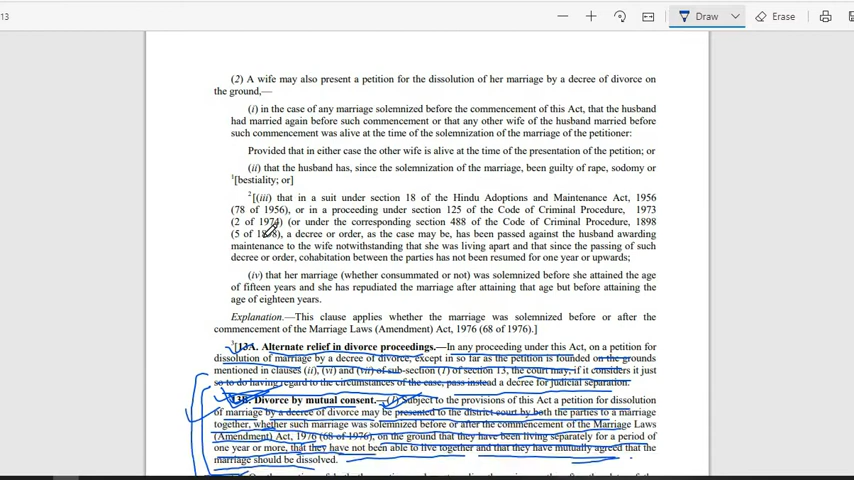 13
Draw
Erase
(2) A wife may also present a petition for the dissolution of her marriage by a decree of divorce on
the ground,—
(i) in the case of any marriage solemnized before the commencement of this Act, that the husband
had married again before such commencement or that any other wife of the husband married before
such commencement was alive at the time of the solemnization of the marriage of the petitioner:
Provided that in either case the other wife is alive at the time of the presentation of the petition; or
(ii) that the husband has, since the solemnization of the marriage, been guilty of rape, sodomy or
1[bestiality; or]
2[(iii) that in a suit under section 18 of the Hindu Adoptions and Maintenance Act, 1956
(78 of 1956), or in a proceeding under section 125 of the Code of Criminal Procedure, 1973
(2 of 1974) (or under the corresponding section 488 of the Code of Criminal Procedure, 1898
(5 of 1898), a decree or order, as the case may be, has been passed against the husband awarding
maintenance to the wife notwithstanding that she was living apart and that since the passing of such
decree or order, cohabitation between the parties has not been resumed for one year or upwards;
(iv) that her marriage (whether consummated or not) was solemnized before she attained the age
of fifteen years and she has repudiated the marriage after attaining that age but before attaining the
age of eighteen years.
Explanation.—This clause applies whether the marriage was solemnized before or after the
commencement of the Marriage Laws (Amendment) Act, 1976 (68 of 1976).]
3[13A. Alternate relief in divorce proceedings.—In any proceeding under this Act, on a petition for
dissolution of marriage by a decree of divorce, except in so far as the petition is founded on the grounds
mentioned in clauses (ii), (vi) and (vii) of sub-section (1) of section 13, the court may, if it considers it just
so to do having regard to the circumstances of the case, pass instead a decree for judicial separation.
13B. Divorce by mutual consent.—(1) Subject to the provisions of this Act a petition for dissolution
of marriage by a decree of divorce may be presented to the district court by both the parties to a marriage
together, whether such marriage was solemnized before or after the commencement of the Marriage Laws
(Amendment) Act, 1976 (68 of 1976), on the ground that they have been living separately for a period of
one year or more, that they have not been able to live together and that they have mutually agreed that the
marriage should be dissolved.